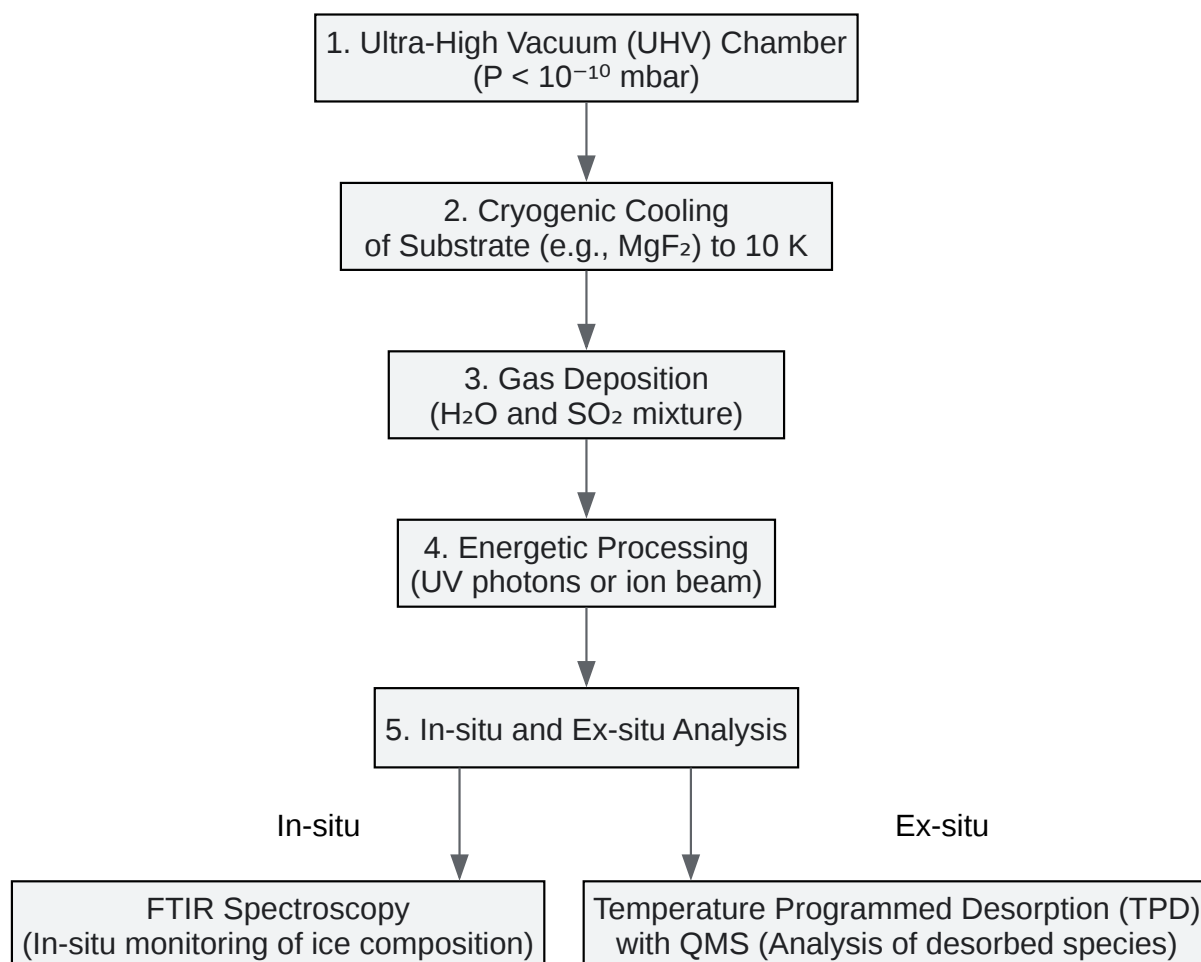 1. Ultra-High Vacuum (UHV) Chamber
(P < 10⁻¹⁰ mbar)
2. Cryogenic Cooling
of Substrate (e.g., MgF₂) to 10 K
3. Gas Deposition
(H₂O and SO₂ mixture)
4. Energetic Processing
(UV photons or ion beam)
5. In-situ and Ex-situ Analysis
In-situ
Ex-situ
FTIR Spectroscopy
(In-situ monitoring of ice composition)
Temperature Programmed Desorption (TPD)
with QMS (Analysis of desorbed species)